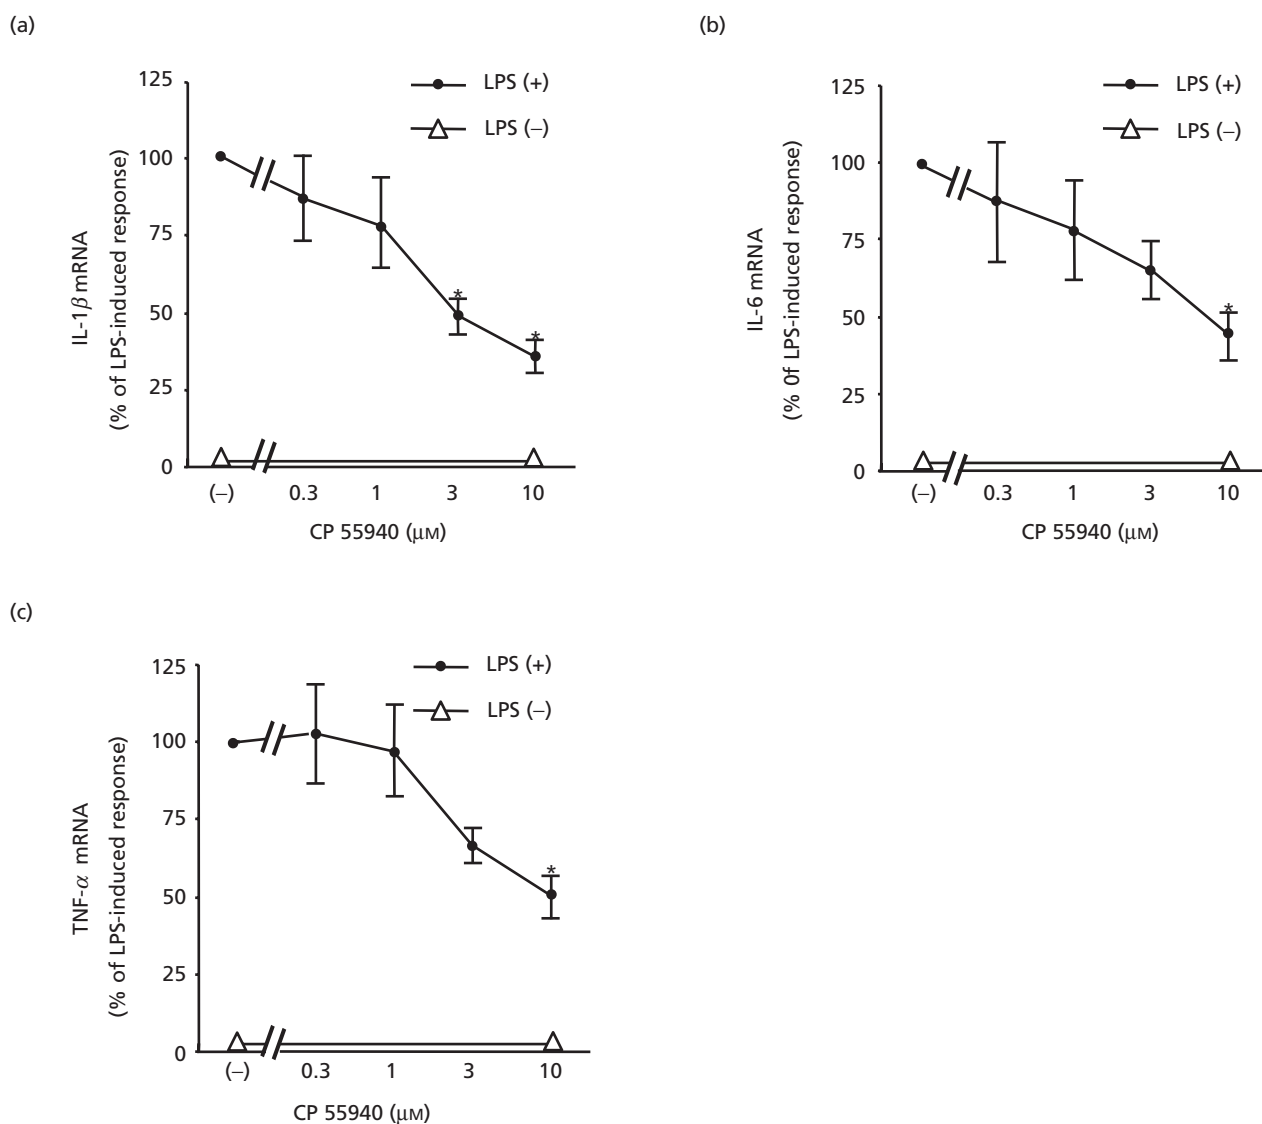 (a)
125
100
75
50
25
0
IL-1β mRNA
(% of LPS-induced response)
LPS (+)
LPS (–)
*
*
(–) 0.3 1 3 10
CP 55940 (μM)
(b)
125
100
75
50
25
0
IL-6 mRNA
(% 0f LPS-induced response)
LPS (+)
LPS (–)
*
(–) 0.3 1 3 10
CP 55940 (μM)
(c)
125
100
75
50
25
0
TNF-α mRNA
(% of LPS-induced response)
LPS (+)
LPS (–)
*
(–) 0.3 1 3 10
CP 55940 (μM)